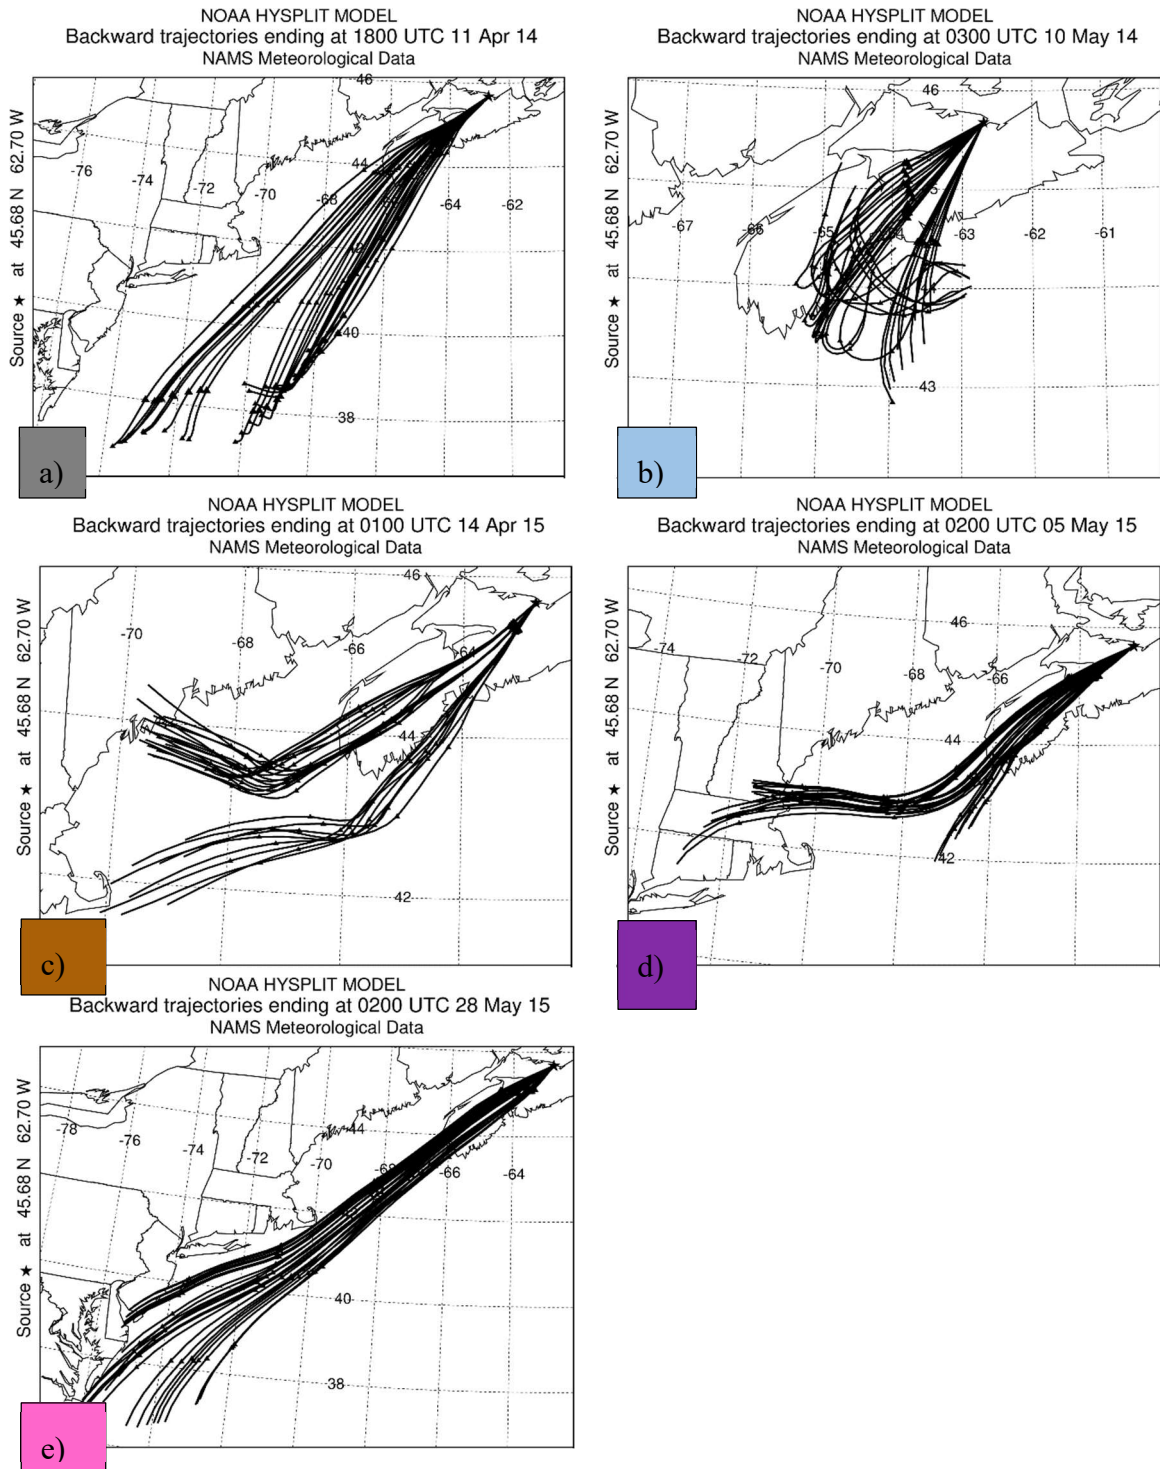 NOAA HYSPLIT MODEL
Backward trajectories ending at 1800 UTC 11 Apr 14
NAMS Meteorological Data
Source ★ at 45.68 N 62.70 W
46
-76
-74
-72
-70
-68
44
-64
-62
40
38
a)
NOAA HYSPLIT MODEL
Backward trajectories ending at 0300 UTC 10 May 14
NAMS Meteorological Data
Source ★ at 45.68 N 62.70 W
46
-67
-66
-65
-63
-62
-61
44
43
b)
NOAA HYSPLIT MODEL
Backward trajectories ending at 0100 UTC 14 Apr 15
NAMS Meteorological Data
Source ★ at 45.68 N 62.70 W
46
-70
-68
-66
-64
44
42
c)
NOAA HYSPLIT MODEL
Backward trajectories ending at 0200 UTC 05 May 15
NAMS Meteorological Data
Source ★ at 45.68 N 62.70 W
46
-74
-72
-70
-68
-66
44
42
d)
NOAA HYSPLIT MODEL
Backward trajectories ending at 0200 UTC 28 May 15
NAMS Meteorological Data
Source ★ at 45.68 N 62.70 W
-78
-76
-74
-72
-70
44
-68
-66
-64
40
38
e)